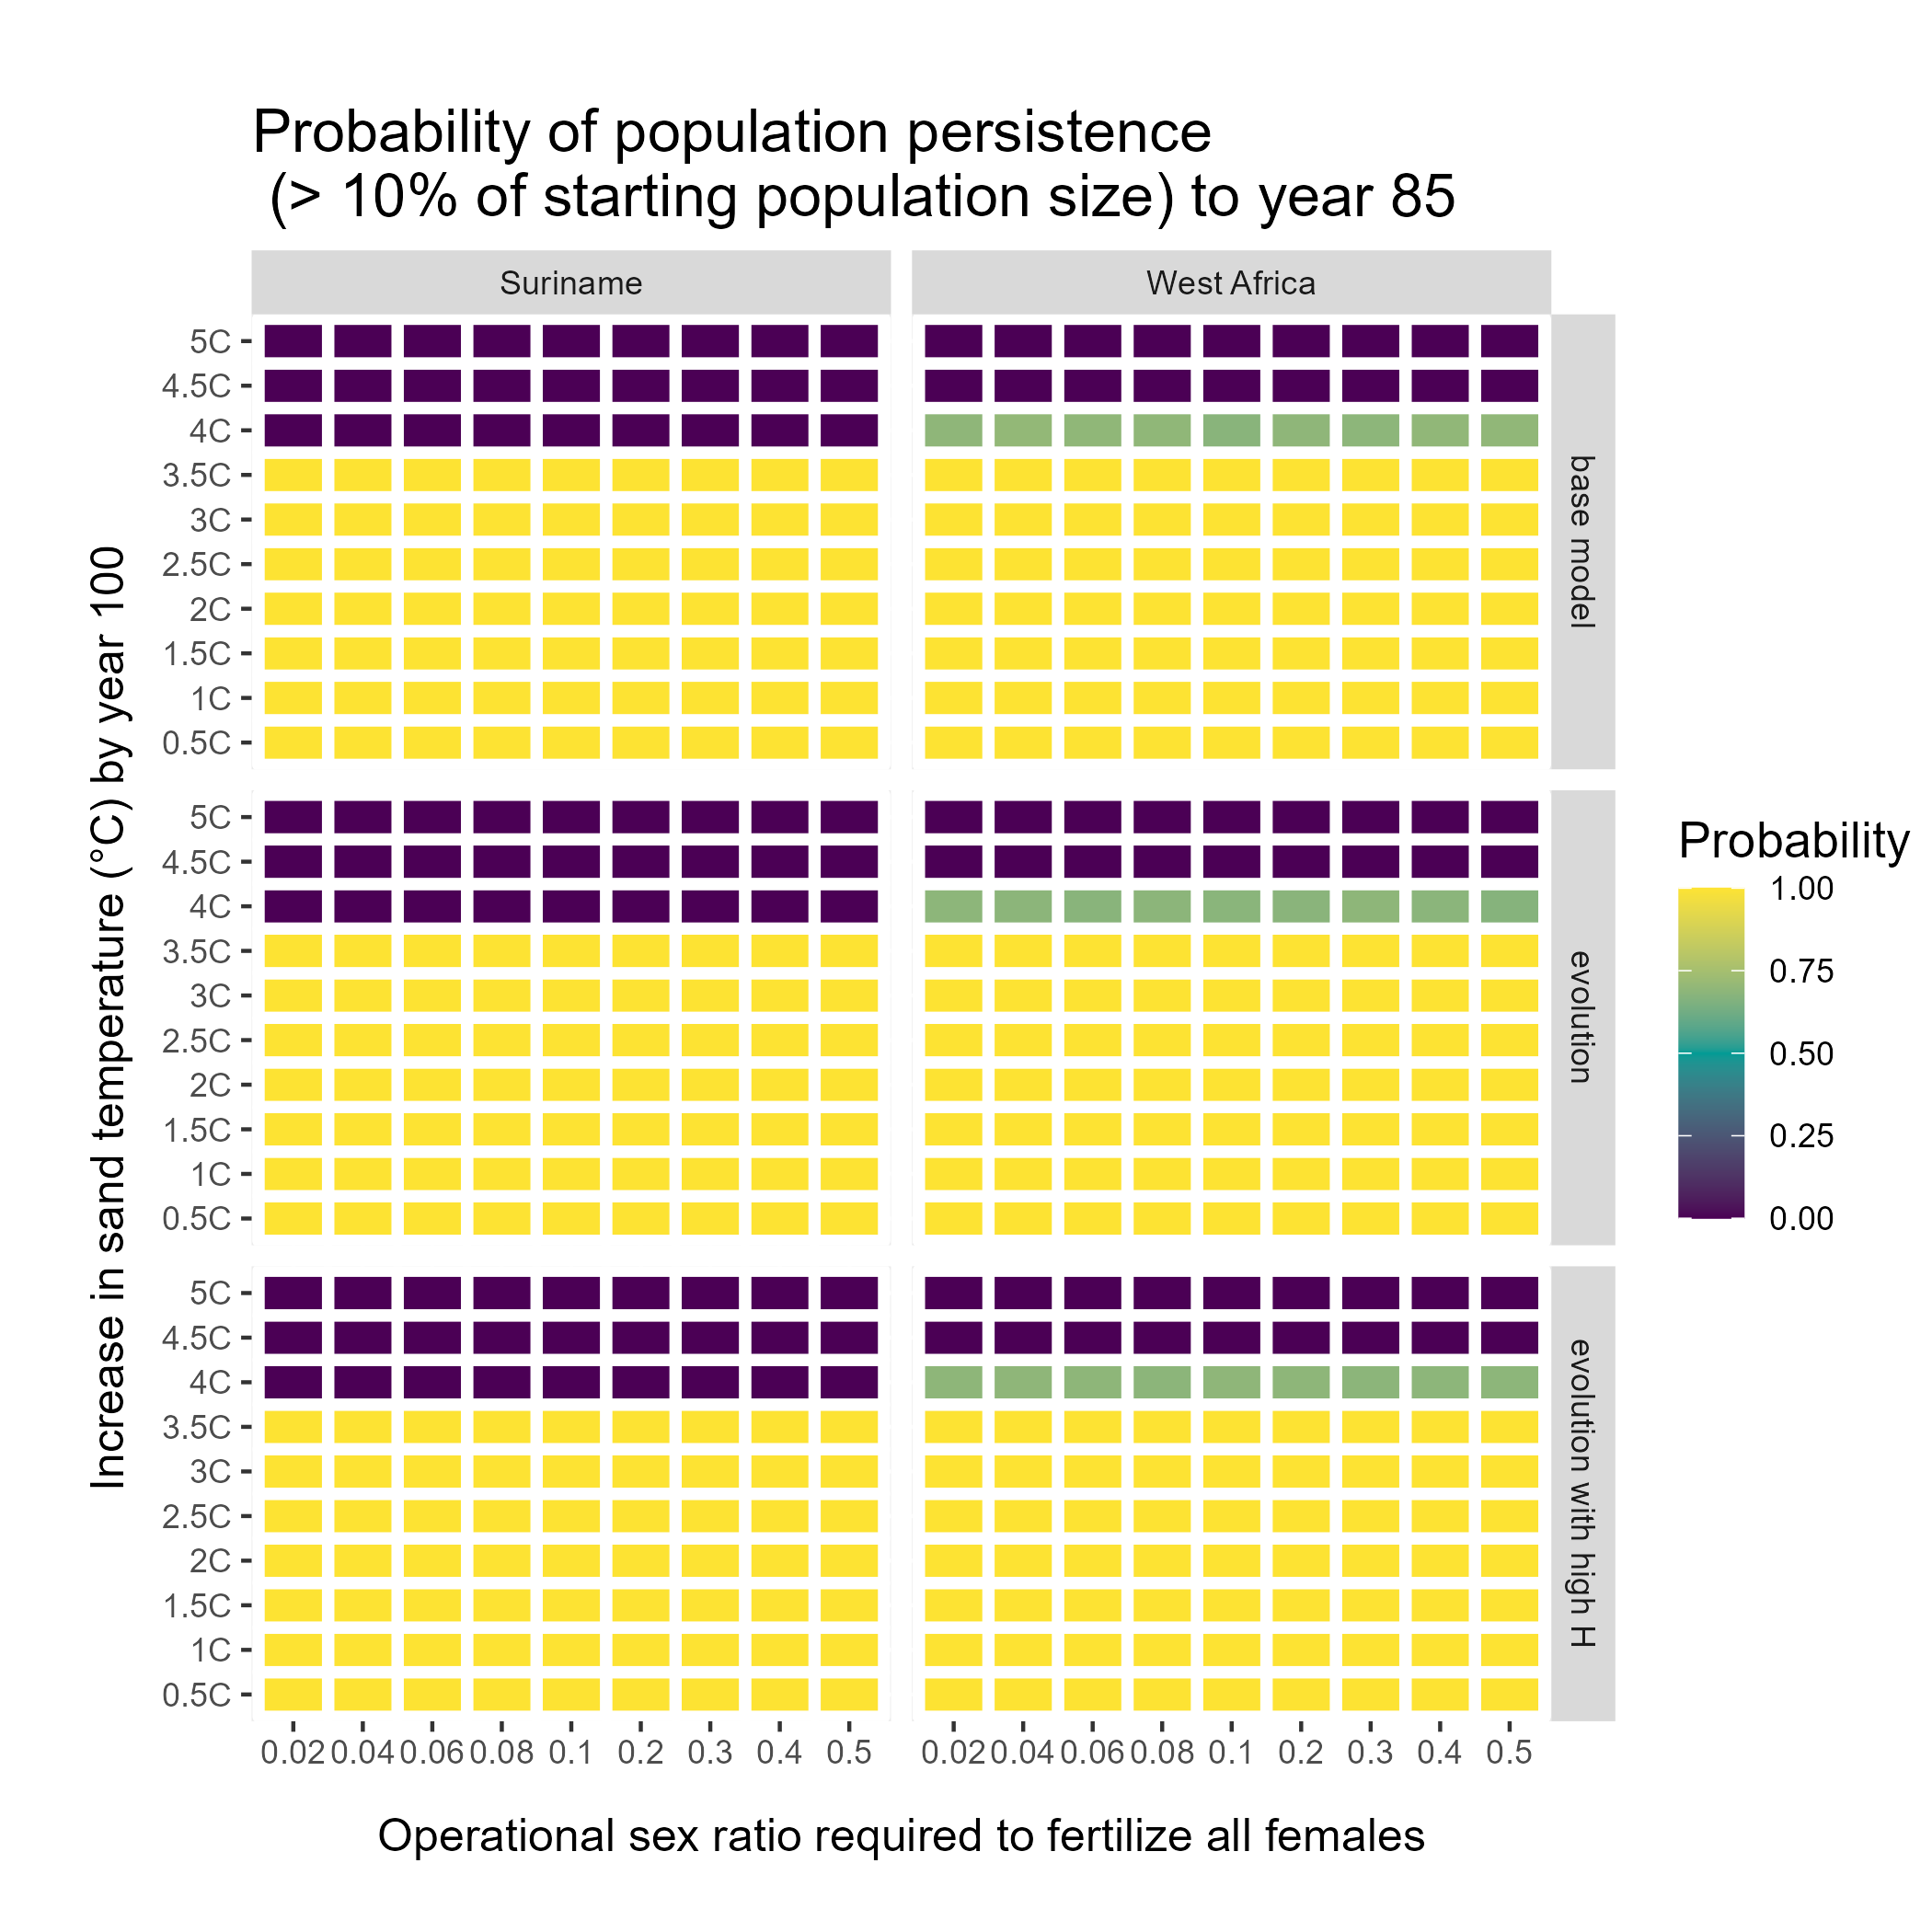 Probability of population persistence
(> 10% of starting population size) to year 85
Suriname
West Africa
Increase in sand temperature (°C) by year 100
5C
4.5C
4C
3.5C
3C
2.5C
2C
1.5C
1C
0.5C
base model
5C
4.5C
4C
3.5C
3C
2.5C
2C
1.5C
1C
0.5C
evolution
5C
4.5C
4C
3.5C
3C
2.5C
2C
1.5C
1C
0.5C
evolution with high H
0.02 0.04 0.06 0.08 0.1 0.2 0.3 0.4 0.5
0.02 0.04 0.06 0.08 0.1 0.2 0.3 0.4 0.5
Operational sex ratio required to fertilize all females
Probability
1.00
0.75
0.50
0.25
0.00